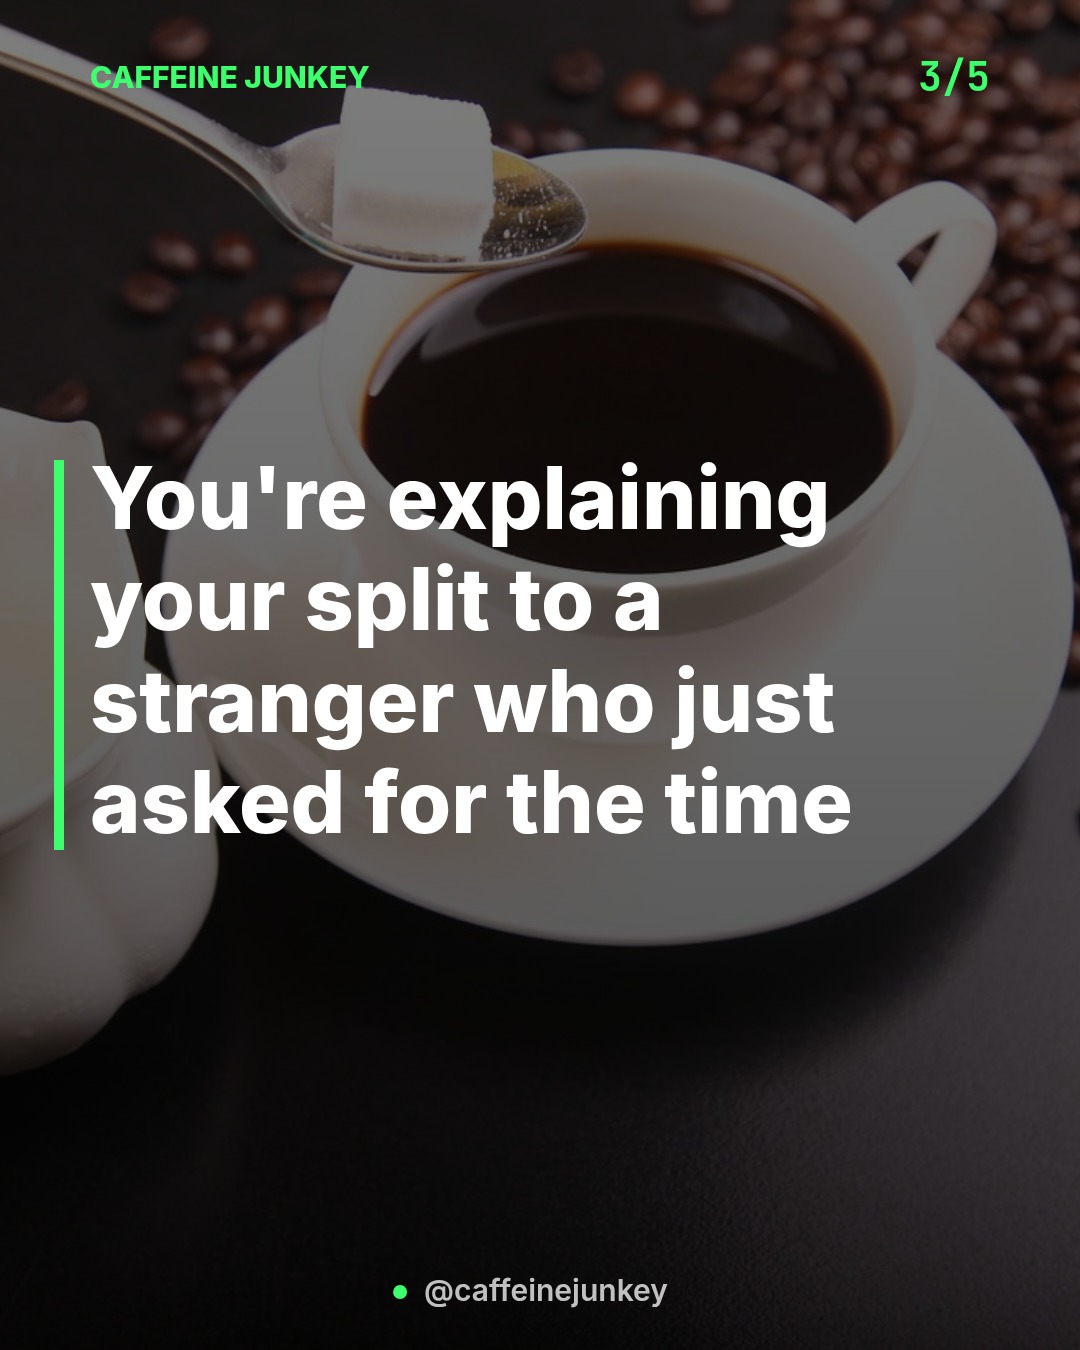 CAFFEINE JUNKEY
3/5
You're explaining
your split to a
stranger who just
asked for the time
@caffeinejunkey